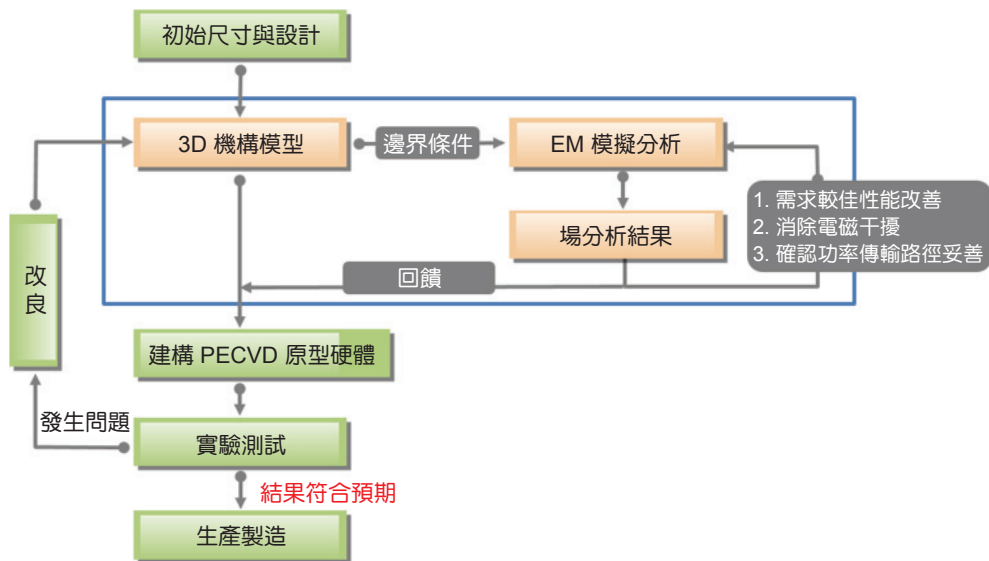 初始尺寸與設計
3D 機構模型
邊界條件
EM 模擬分析
1. 需求較佳性能改善
2. 消除電磁干擾
3. 確認功率傳輸路徑妥善
場分析結果
回饋
改
良
建構 PECVD 原型硬體
發生問題
實驗測試
結果符合預期
生產製造